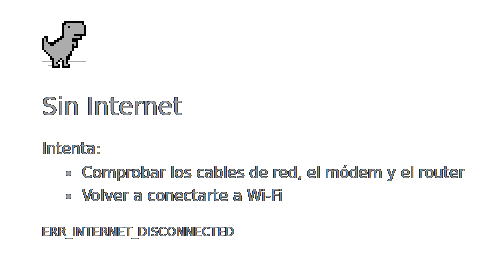 Sin Internet
Intenta:
Comprobar los cables de red, el módem y el router
Volver a conectarte a Wi-Fi
ERR_INTERNET_DISCONNECTED